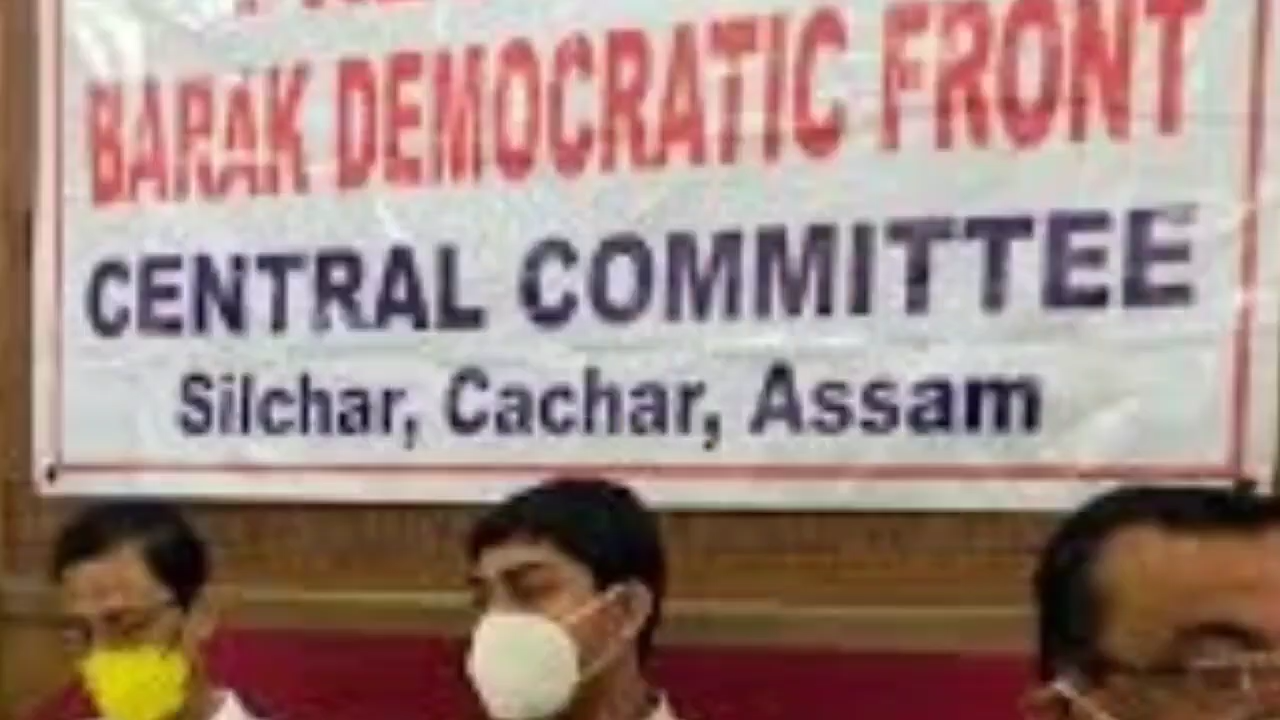 BARAK DEMOCRATIC FRONT
CENTRAL COMMITTEE
Silchar, Cachar, Assam